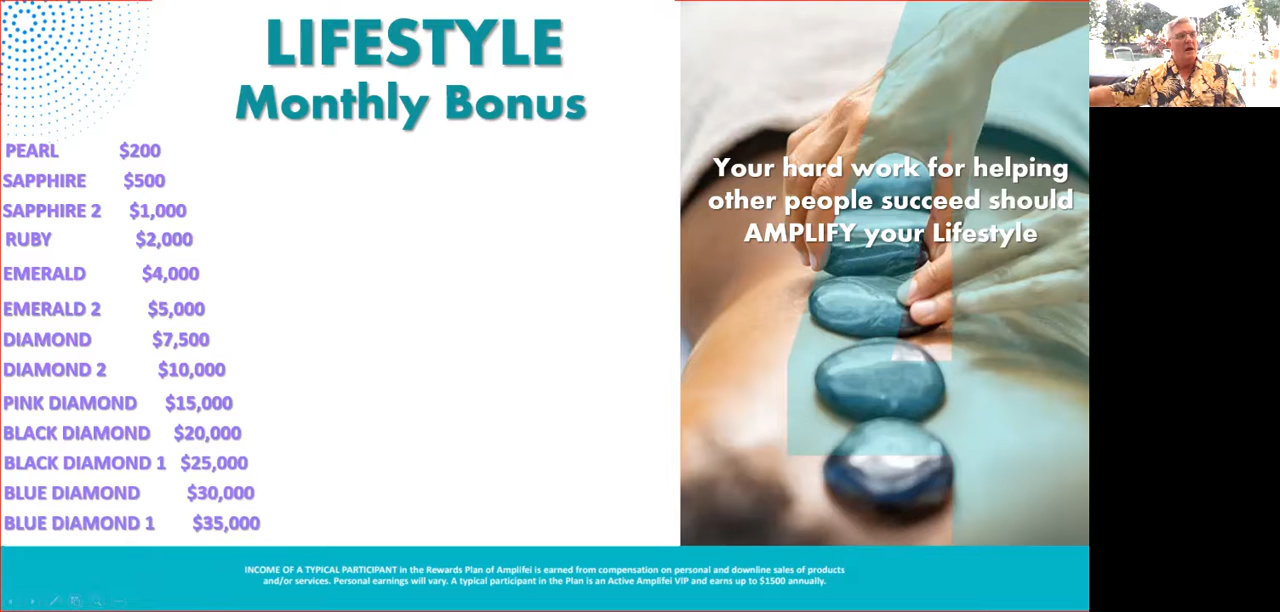 LIFESTYLE
Monthly Bonus
PEARL $200
SAPPHIRE $500
SAPPHIRE 2 $1,000
RUBY $2,000
EMERALD $4,000
EMERALD 2 $5,000
DIAMOND $7,500
DIAMOND 2 $10,000
PINK DIAMOND $15,000
BLACK DIAMOND $20,000
BLACK DIAMOND 1 $25,000
BLUE DIAMOND $30,000
BLUE DIAMOND 1 $35,000
Your hard work for helping
other people succeed should
AMPLIFY your Lifestyle
INCOME OF A TYPICAL PARTICIPANT in the Rewards Plan of Amplifei is earned from compensation on personal and downline sales of products
and/or services. Personal earnings will vary. A typical participant in the Plan is an Active Amplifei VIP and earns up to $1500 annually.